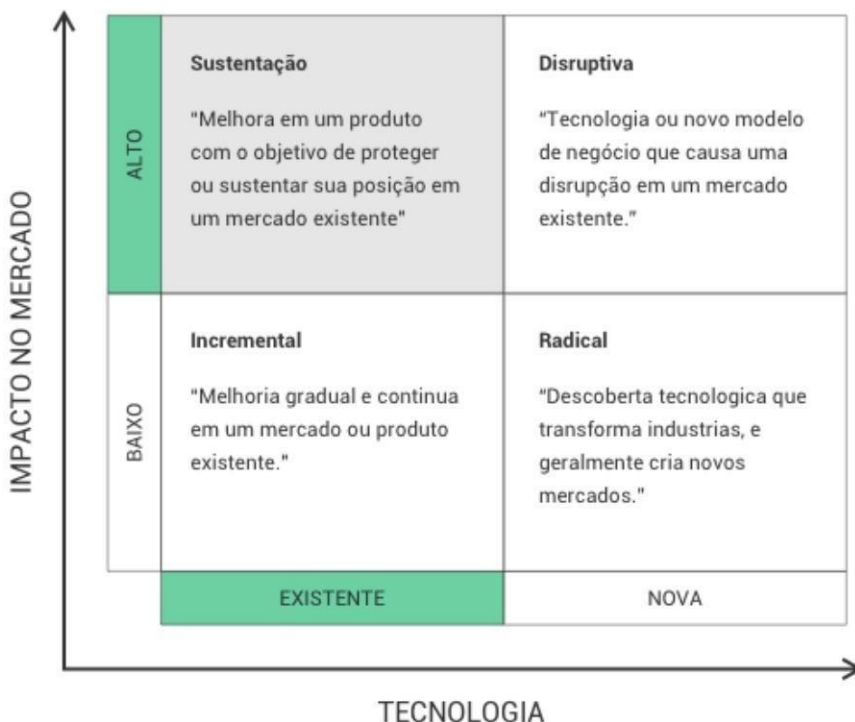 IMPACTO NO MERCADO
ALTO
Sustentação
“Melhora em um produto
com o objetivo de proteger
ou sustentar sua posição em
um mercado existente"
Disruptiva
“Tecnologia ou novo modelo
de negócio que causa uma
disrupção em um mercado
existente.”
BAIXO
Incremental
“Melhoria gradual e continua
em um mercado ou produto
existente.”
Radical
“Descoberta tecnologica que
transforma industrias, e
geralmente cria novos
mercados.”
EXISTENTE
NOVA
TECNOLOGIA